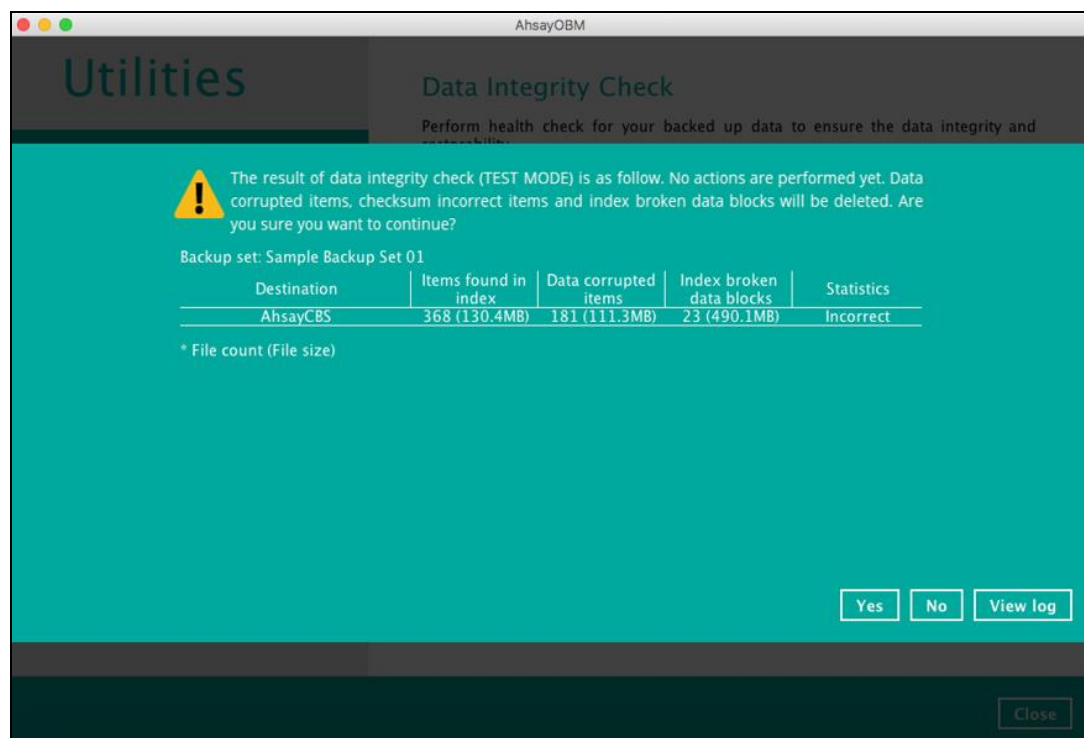 AhsayOBM
Utilities
Data Integrity Check
Perform health check for your backed up data to ensure the data integrity and
restorability.
The result of data integrity check (TEST MODE) is as follow. No actions are performed yet. Data
corrupted items, checksum incorrect items and index broken data blocks will be deleted. Are
you sure you want to continue?
Backup set: Sample Backup Set 01
Destination Items found in index Data corrupted items Index broken data blocks Statistics
AhsayCBS 368 (130.4MB) 181 (111.3MB) 23 (490.1MB) Incorrect
* File count (File size)
Yes No View log
Close